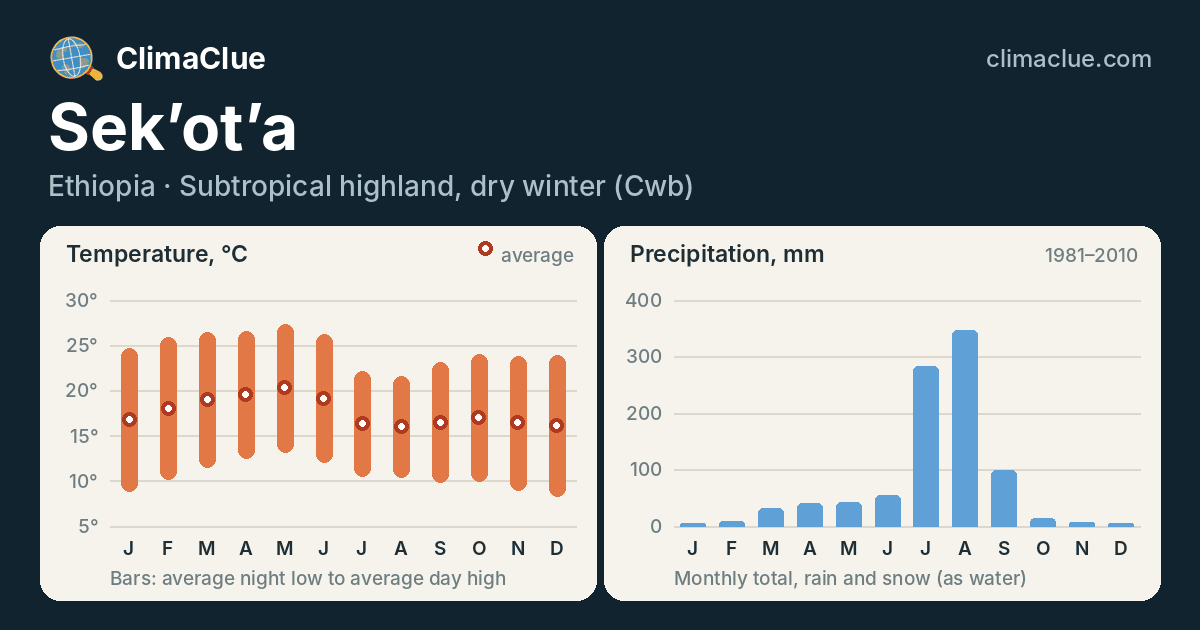 ClimaClue
climaclue.com
Sek’ot’a
Ethiopia · Subtropical highland, dry winter (Cwb)
Temperature, °C
average
30°
25°
20°
15°
10°
5°
J F M A M J J A S O N D
Bars: average night low to average day high
Precipitation, mm
1981–2010
400
300
200
100
0
J F M A M J J A S O N D
Monthly total, rain and snow (as water)